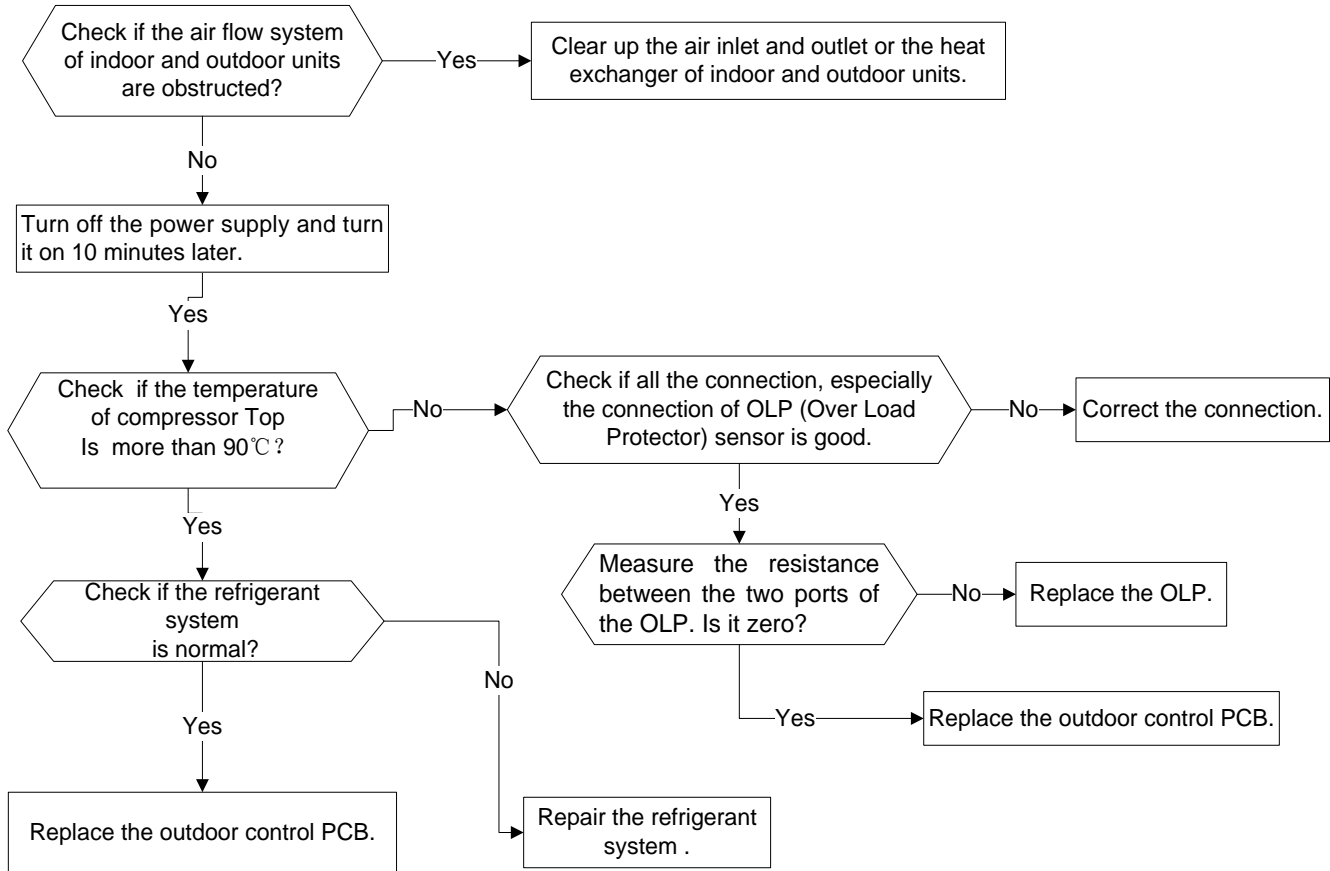 Check if the air flow system
of indoor and outdoor units
are obstructed?
Yes
Clear up the air inlet and outlet or the heat
exchanger of indoor and outdoor units.
No
Turn off the power supply and turn
it on 10 minutes later.
Yes
Check if the temperature
of compressor Top
Is more than 90℃?
No
Check if all the connection, especially
the connection of OLP (Over Load
Protector) sensor is good.
No
Correct the connection.
Yes
Yes
Measure the resistance
between the two ports of
the OLP. Is it zero?
No
Replace the OLP.
Check if the refrigerant
system
is normal?
No
Yes
Replace the outdoor control PCB.
Yes
Replace the outdoor control PCB.
Repair the refrigerant
system .